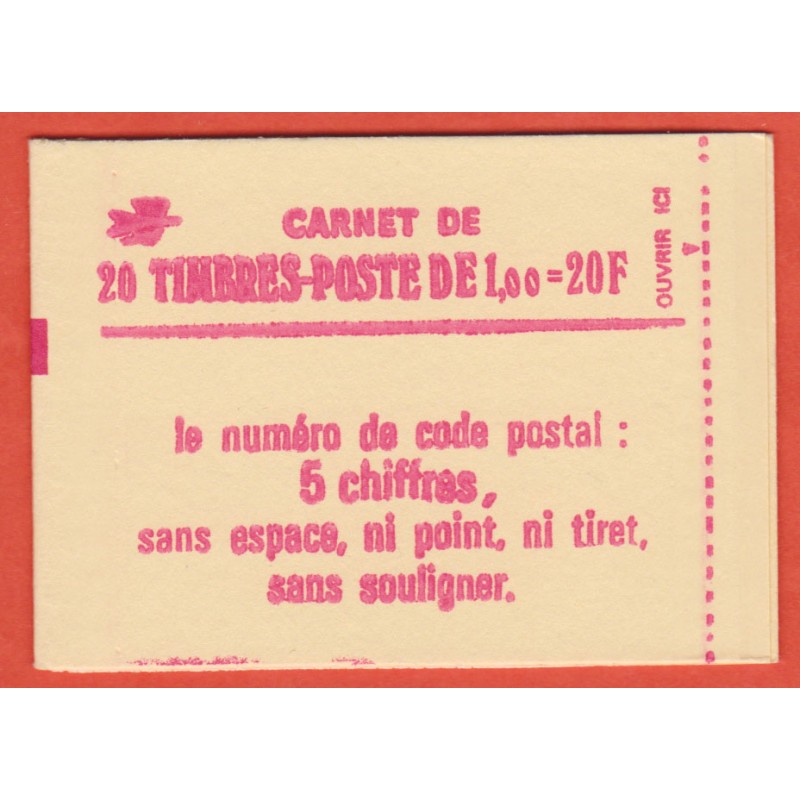 CARNET DE
20 TIMBRES-POSTE DE 1,00 = 20F
OUVRIR ICI
le numéro de code postal :
5 chiffres,
sans espace, ni point, ni tiret,
sans souligner.